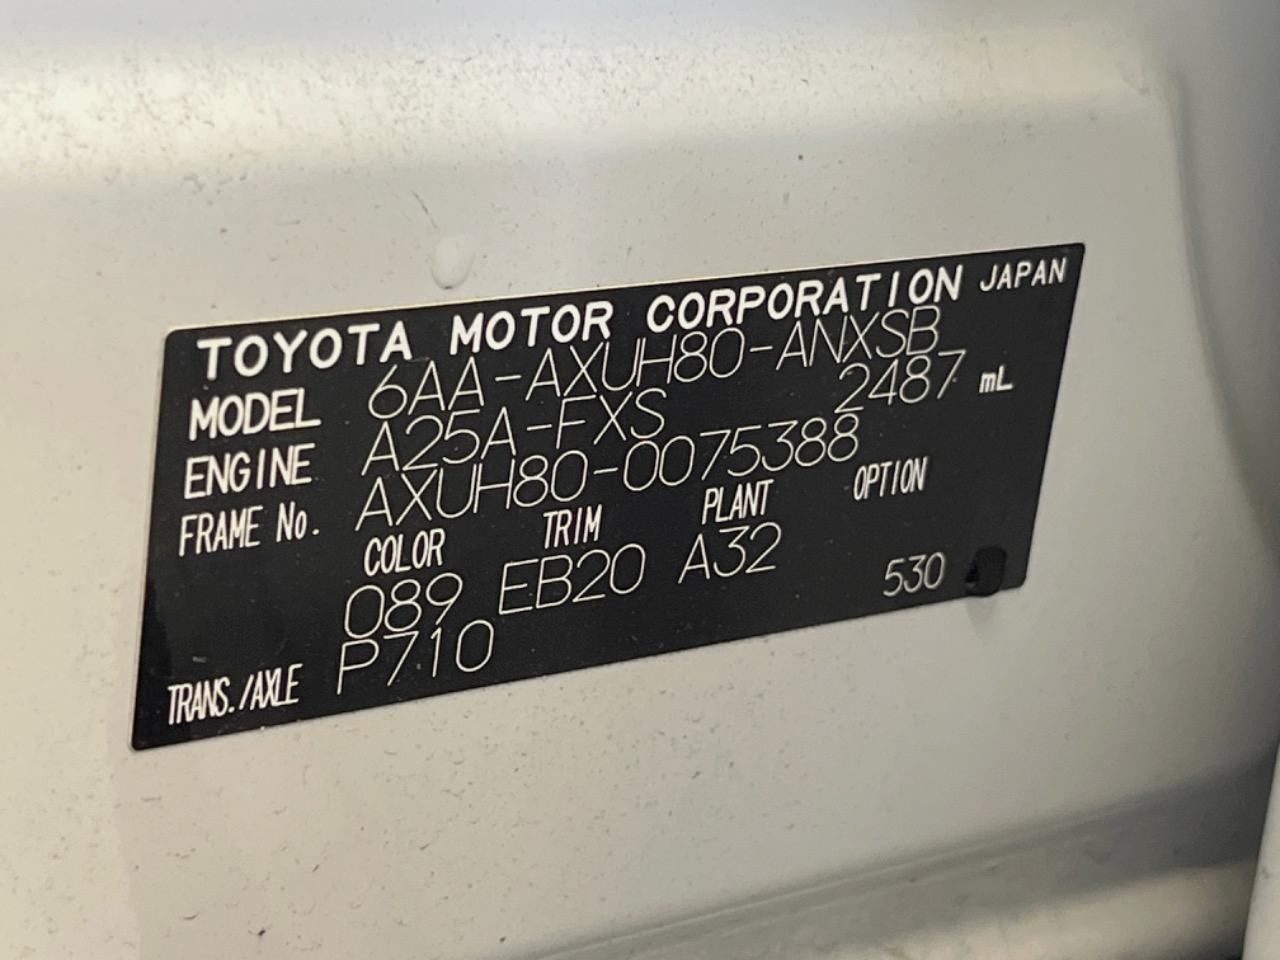 TOYOTA MOTOR CORPORATION JAPAN
MODEL 6AA-AXUH80-ANXSB
ENGINE A25A-FXS 2487 mL
FRAME No. AXUH80-0075388
COLOR TRIM PLANT OPTION
089 EB20 A32
TRANS./AXLE P710 530